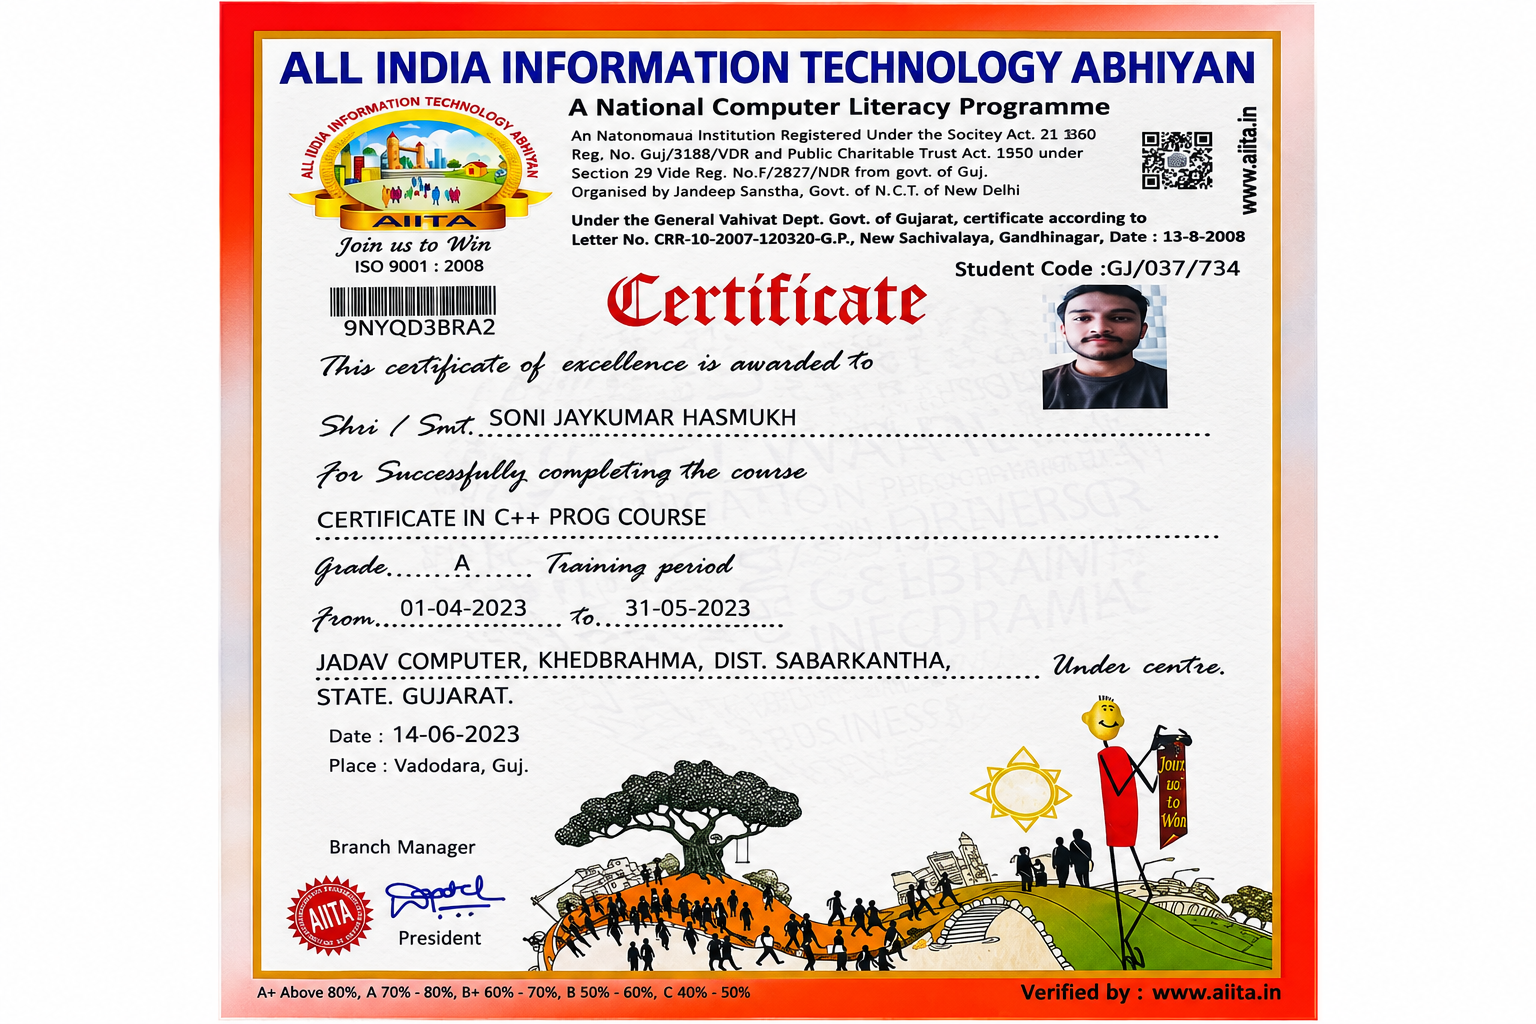 ALL INDIA INFORMATION TECHNOLOGY ABHIYAN
A National Computer Literacy Programme
An Natonomaua Institution Registered Under the Socitey Act. 21 1360
Reg. No. Guj/3188/VDR and Public Charitable Trust Act. 1950 under
Section 29 Vide Reg. No.F/2827/NDR from govt. of Guj.
Organised by Jandeep Sanstha, Govt. of N.C.T. of New Delhi
Under the General Vahivat Dept. Govt. of Gujarat, certificate according to
Letter No. CRR-10-2007-120320-G.P., New Sachivalaya, Gandhinagar, Date : 13-8-2008
www.aiita.in
ALL INDIA INFORMATION TECHNOLOGY ABHIYAN
AIITA
Join us to Win
ISO 9001 : 2008
9NYQD3BRA2
Student Code :GJ/037/734
Certificate
This certificate of excellence is awarded to
Shri / Smt. SONI JAYKUMAR HASMUKH
For Successfully completing the course
CERTIFICATE IN C++ PROG COURSE
Grade. A Training period
From 01-04-2023 to 31-05-2023
JADAV COMPUTER, KHEDBRAHMA, DIST. SABARKANTHA, Under centre.
STATE. GUJARAT.
Date : 14-06-2023
Place : Vadodara, Guj.
Branch Manager
AIITA
President
Join
us
to
Won
A+ Above 80%, A 70% - 80%, B+ 60% - 70%, B 50% - 60%, C 40% - 50%
Verified by : www.aiita.in